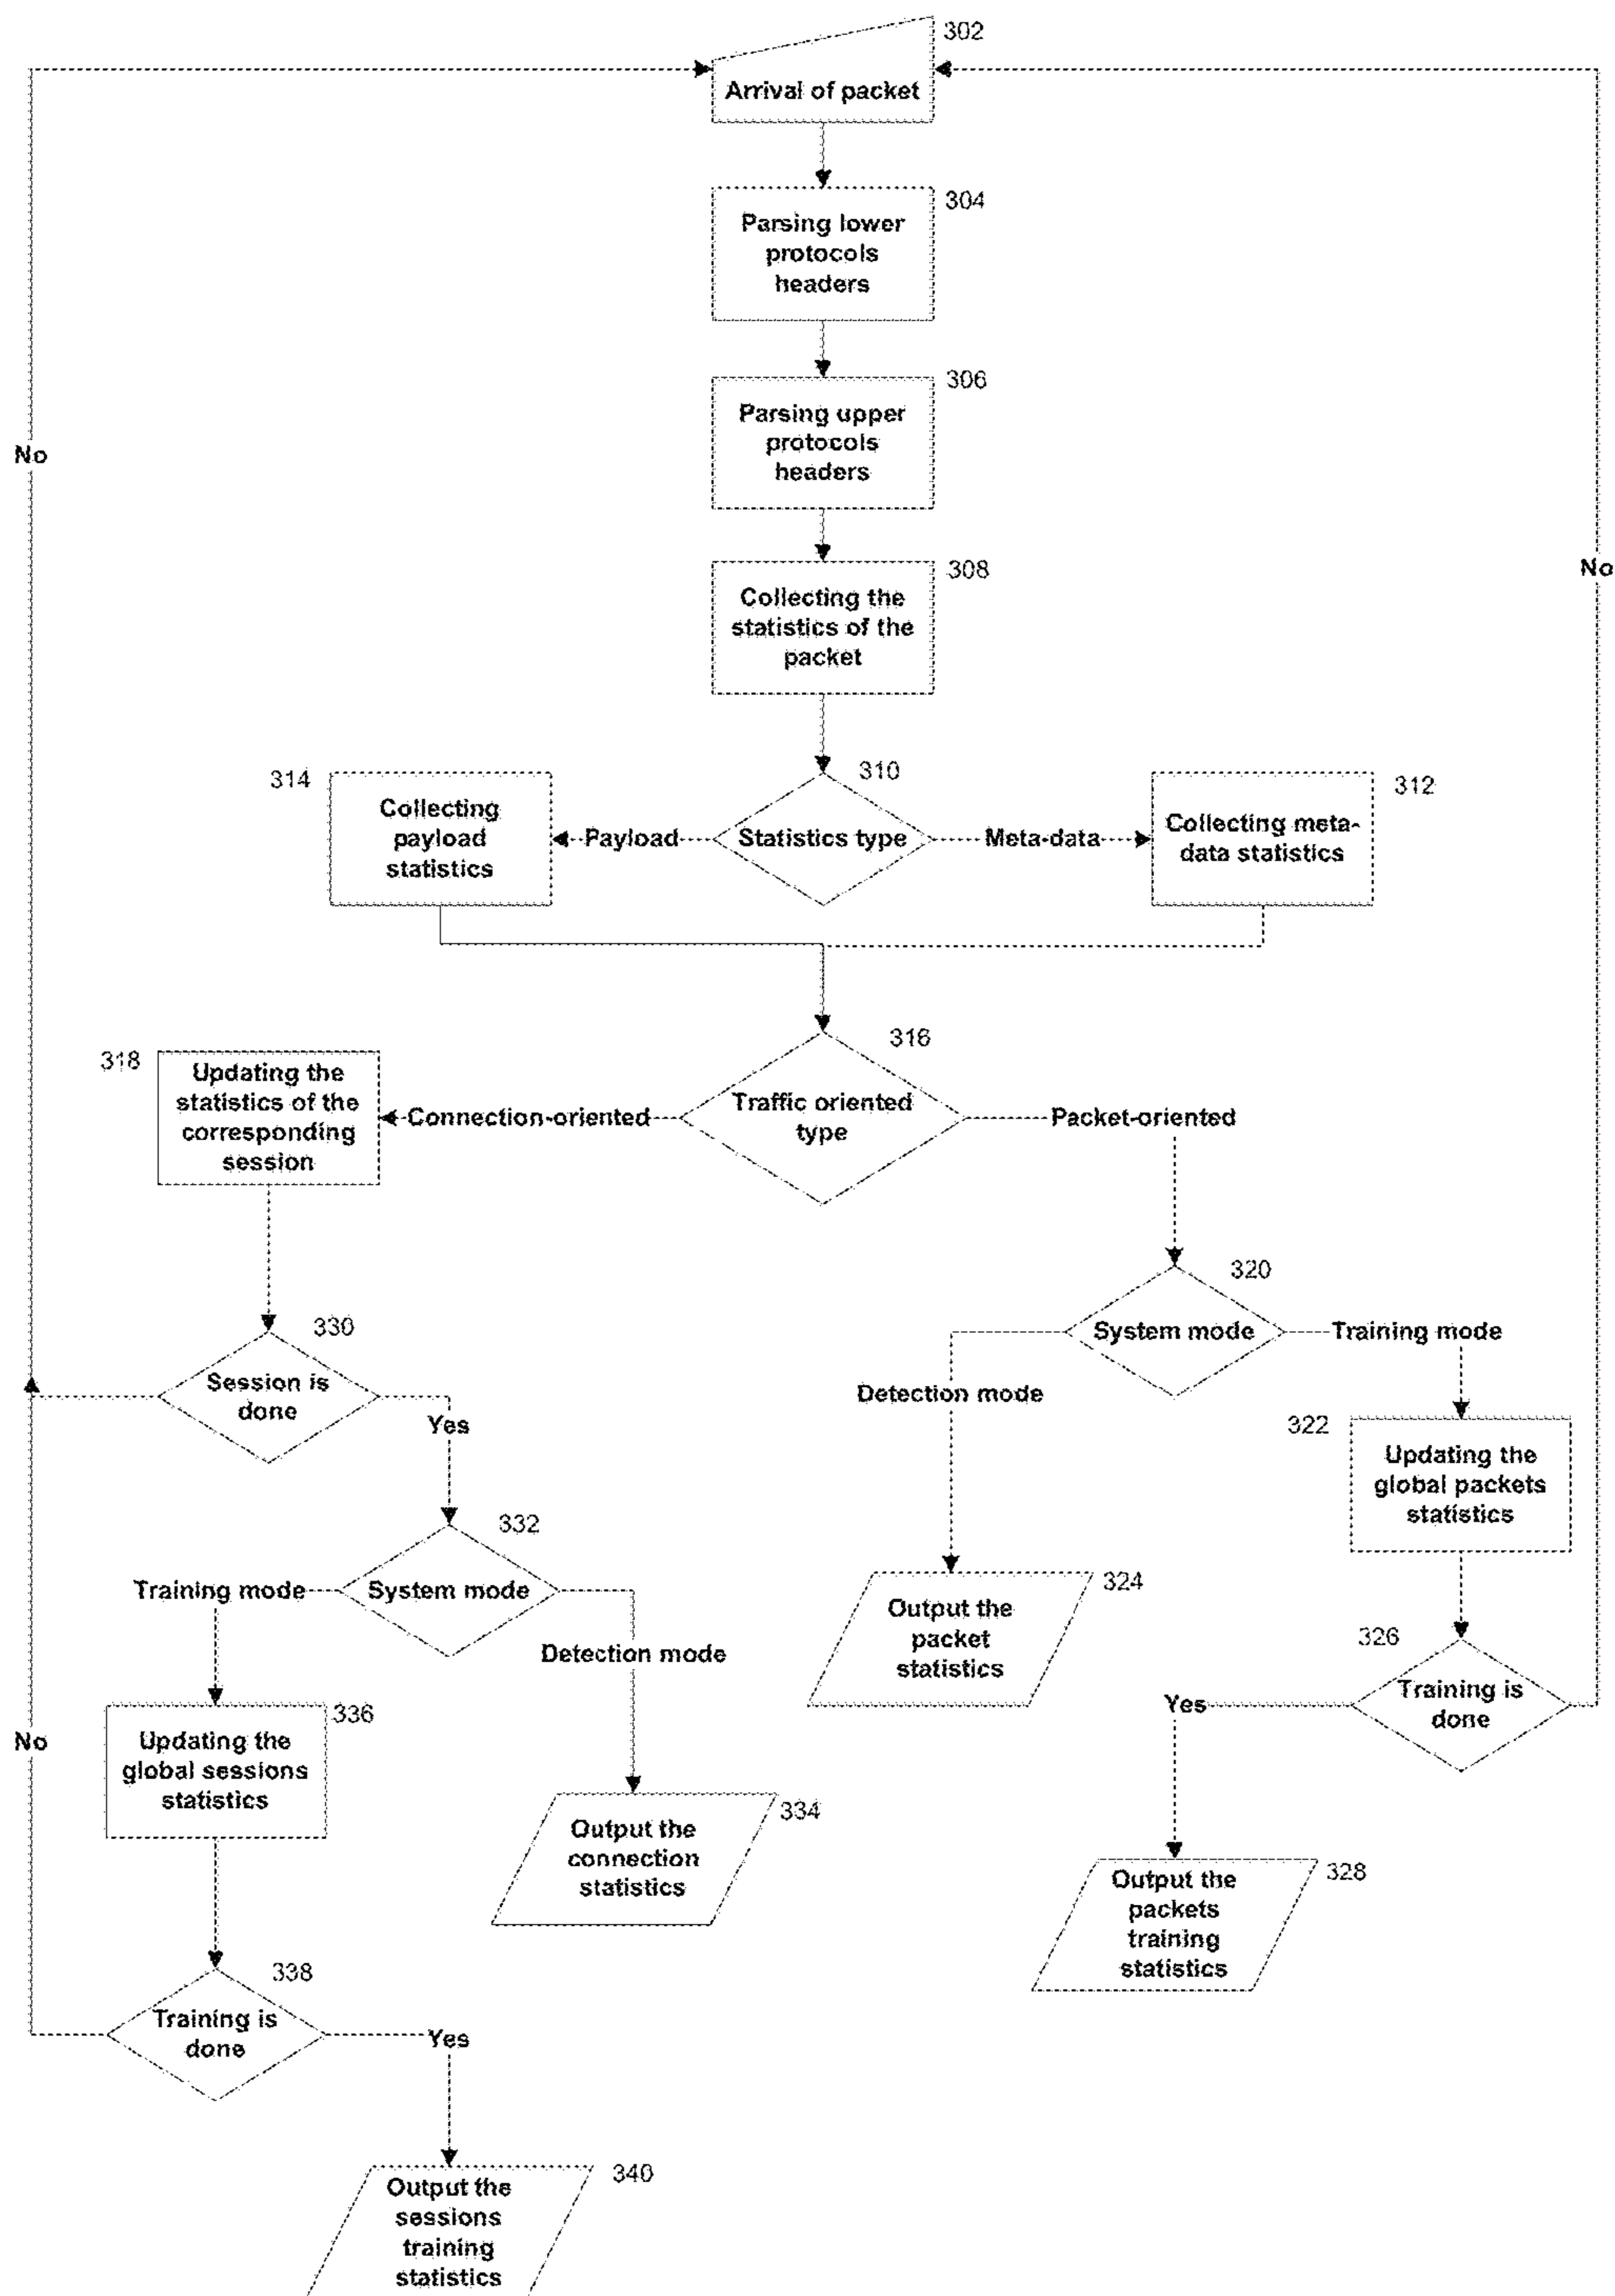 302
Arrival of packet
304
Parsing lower
protocols
headers
306
Parsing upper
protocols
headers
No
308
Collecting the
statistics of the
packet
No
310
314
Collecting
payload
statistics
Payload
Statistics type
Meta-data
312
Collecting meta-
data statistics
316
318
Updating the
statistics of the
corresponding
session
Connection-oriented
Traffic oriented
type
Packet-oriented
320
System mode
Training mode
Detection mode
330
Session is
done
Yes
322
Updating the
global packets
statistics
332
System mode
Training mode
Detection mode
324
Output the
packet
statistics
326
Training is
done
Yes
336
Updating the
global sessions
statistics
No
334
Output the
connection
statistics
328
Output the
packets
training
statistics
338
Training is
done
Yes
340
Output the
sessions
training
statistics